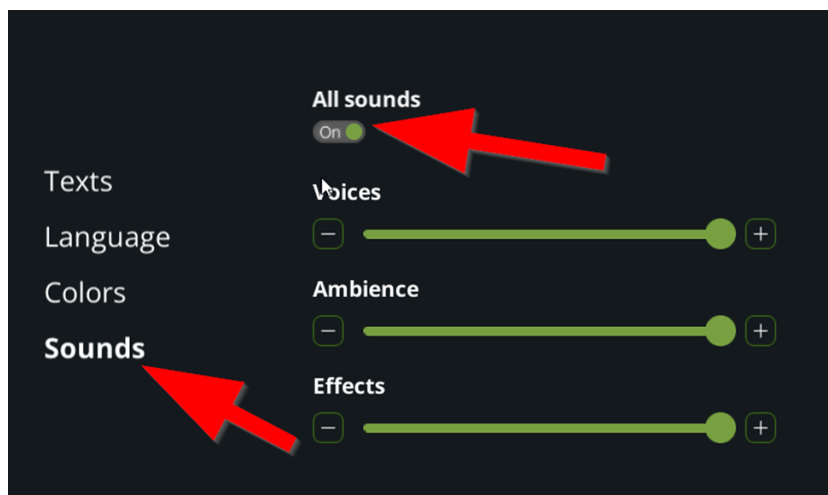 All sounds
On
Texts
Language
Colors
Sounds
Voices
Ambience
Effects